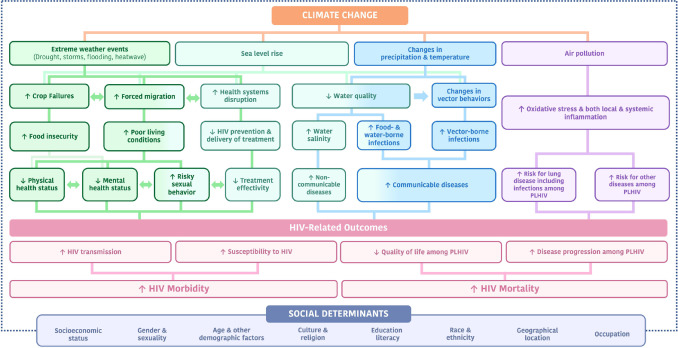 CLIMATE CHANGE
Extreme weather events
(Drought, storms, flooding, heatwave)
Sea level rise
Changes in
precipitation & temperature
Air pollution
↑ Crop Failures
↑ Forced migration
↑ Health systems
disruption
↓ Water quality
Changes in
vector behaviors
↑ Oxidative stress & both local & systemic
inflammation
↑ Food insecurity
↑ Poor living
conditions
↓ HIV prevention &
delivery of treatment
↑ Water
salinity
↑ Food- &
water-borne
infections
↑ Vector-borne
infections
↓ Physical
health status
↓ Mental
health status
↑ Risky
sexual
behavior
↓ Treatment
effectivity
↑ Non-
communicable
diseases
↑ Communicable diseases
↑ Risk for lung
disease including
infections among
PLHIV
↑ Risk for other
diseases among
PLHIV
HIV-Related Outcomes
↑ HIV transmission
↑ Susceptibility to HIV
↓ Quality of life among PLHIV
↑ Disease progression among PLHIV
↑ HIV Morbidity
↑ HIV Mortality
SOCIAL DETERMINANTS
Socioeconomic
status
Gender &
sexuality
Age & other
demographic factors
Culture &
religion
Education
literacy
Race &
ethnicity
Geographical
location
Occupation